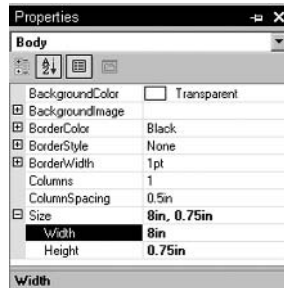 Properties
Body
BackgroundColor Transparent
BackgroundImage
BorderColor Black
BorderStyle None
BorderWidth 1pt
Columns 1
ColumnSpacing 0.5in
Size 8in, 0.75in
Width 8in
Height 0.75in
Width